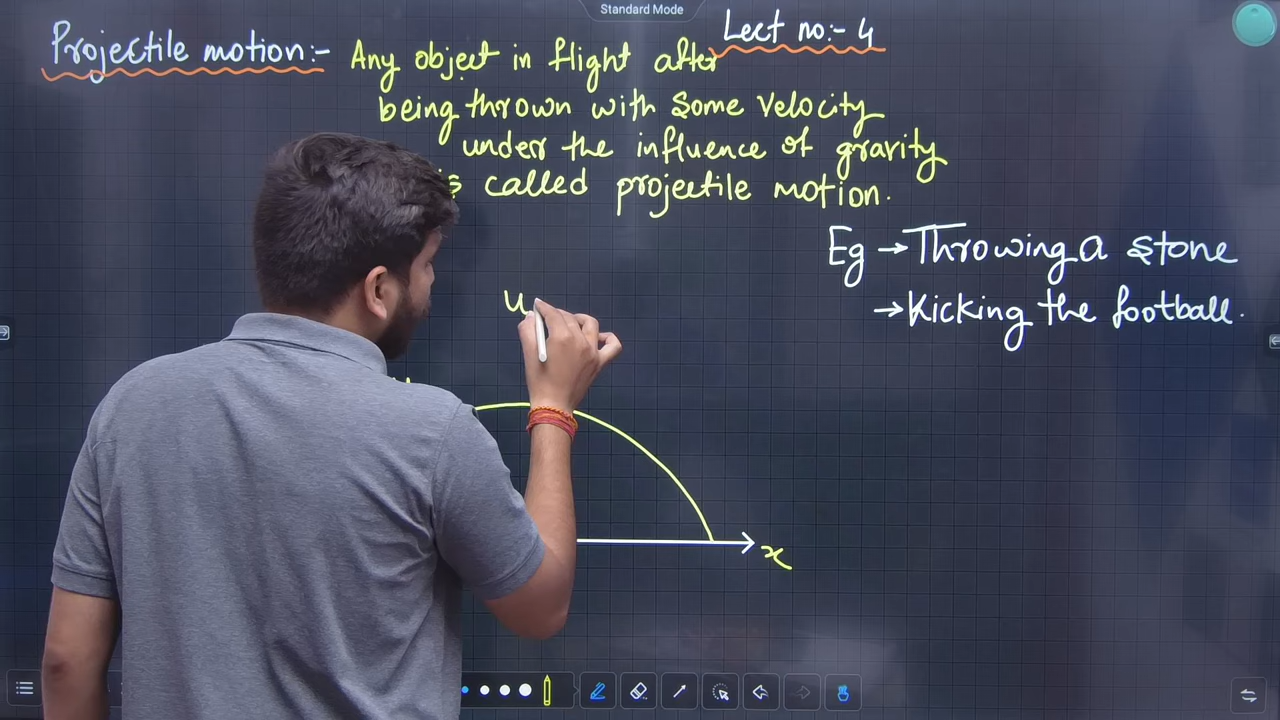 Standard Mode
Lect no:- 4
Projectile motion:- Any object in flight after
being thrown with some velocity
under the influence of gravity
is called projectile motion.
Eg → Throwing a stone
→ Kicking the football.
u
x